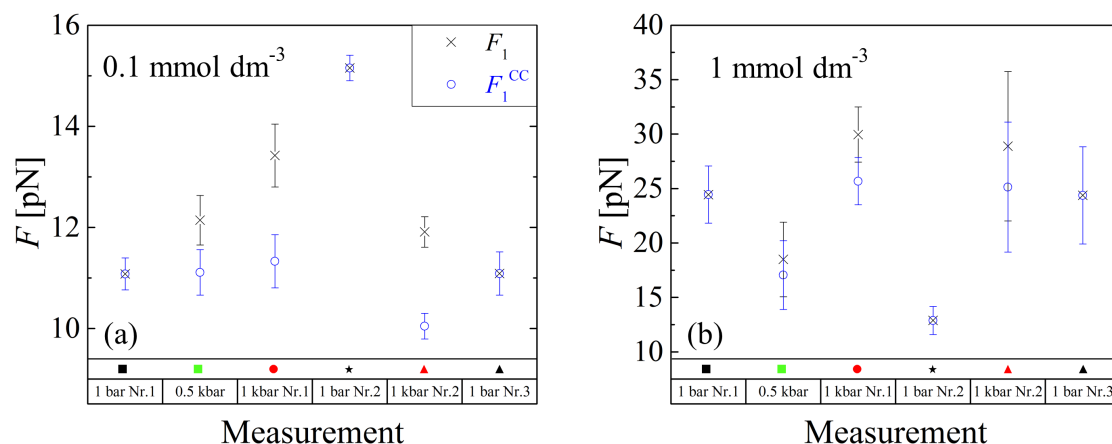 16
14
12
10
F [pN]
0.1 mmol dm-3
F1
F1CC
(a)
1 bar Nr.1
0.5 kbar
1 kbar Nr.1
1 bar Nr.2
1 kbar Nr.2
1 bar Nr.3
Measurement
40
35
30
25
20
15
10
F [pN]
1 mmol dm-3
(b)
1 bar Nr.1
0.5 kbar
1 kbar Nr.1
1 bar Nr.2
1 kbar Nr.2
1 bar Nr.3
Measurement